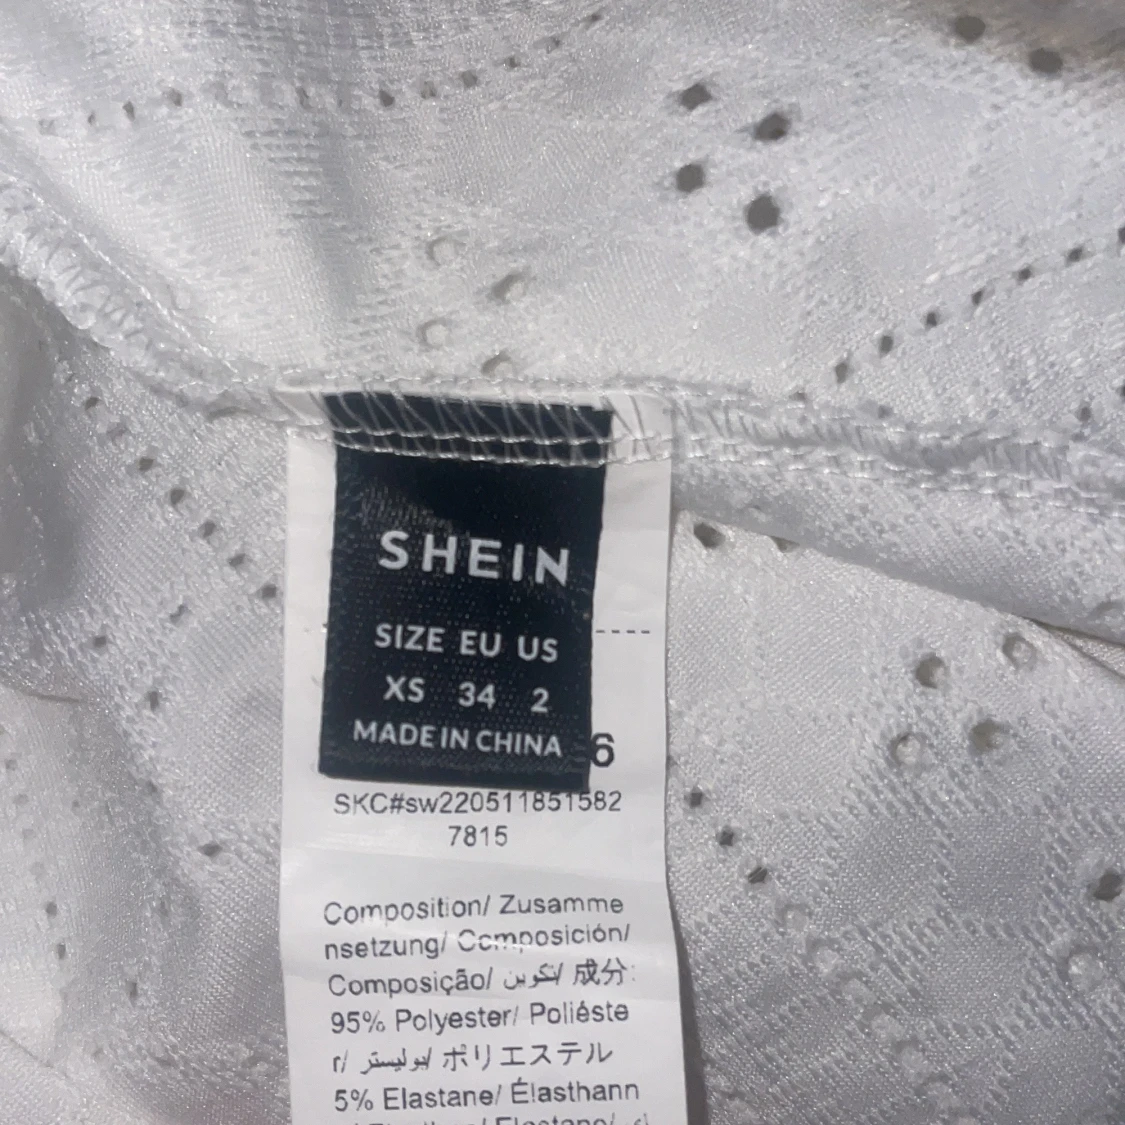 SHEIN
SIZE EU US
XS 34 2
MADE IN CHINA
6
SKC#sw220511851582
7815
Composition/ Zusamme
nsetzung/ Composición/
Composição/ تكوين/ 成分:
95% Polyester/ Poliéste
r/ بوليستر/ ポリエステル
5% Elastane/ Élasthann